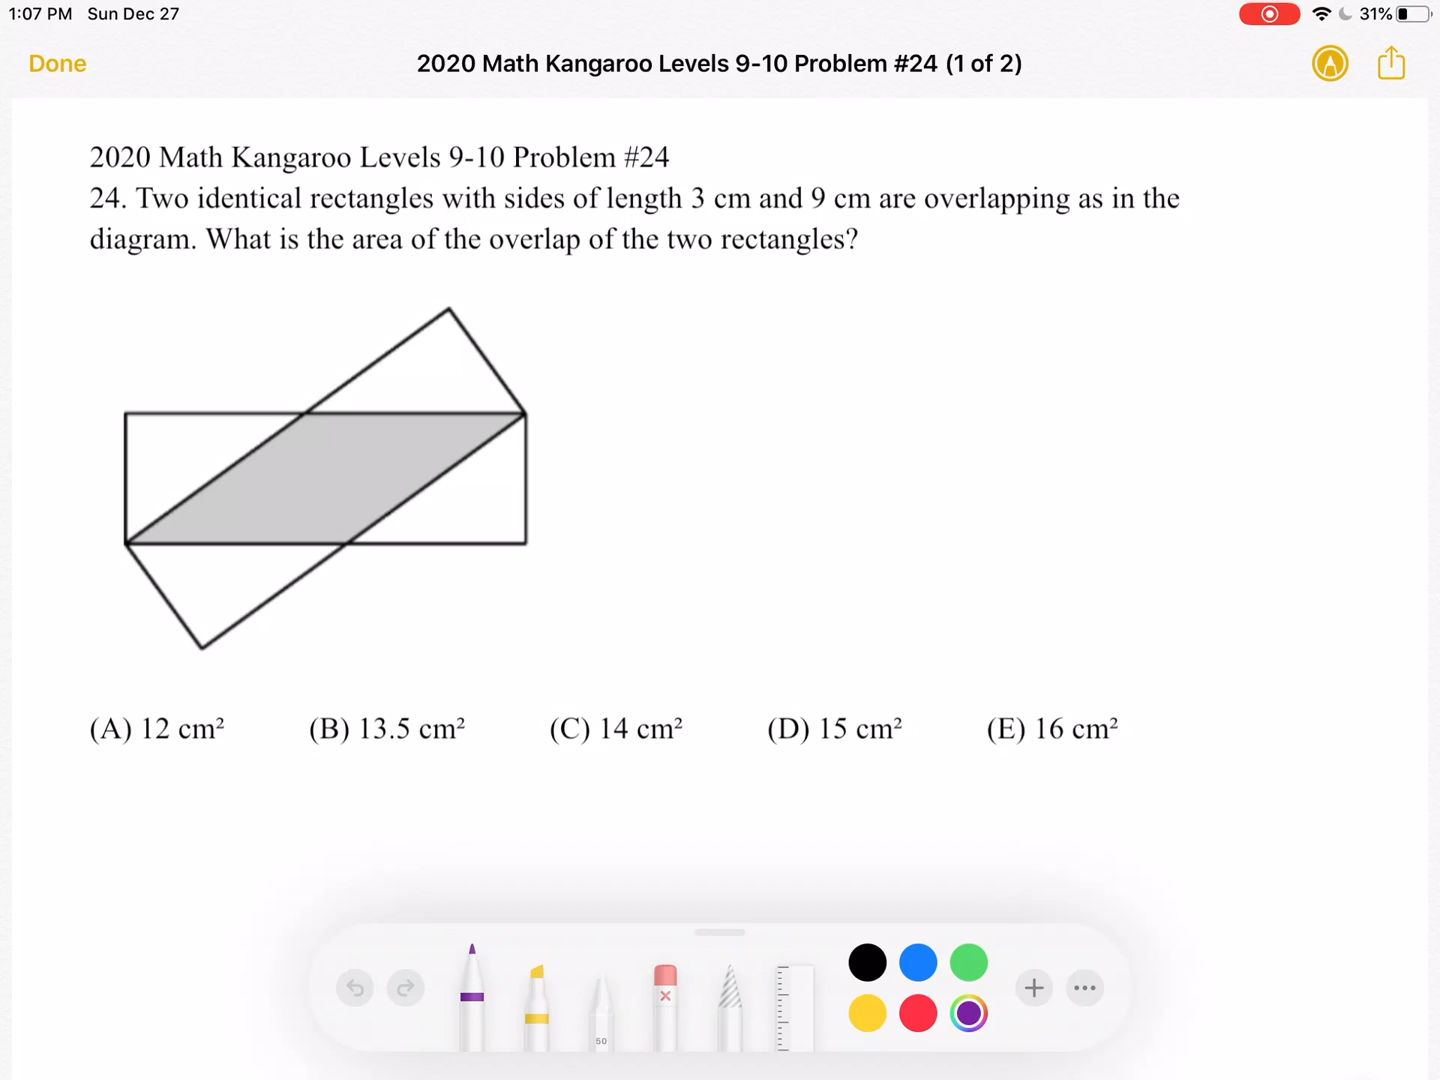 1:07 PM Sun Dec 27
31%
Done
2020 Math Kangaroo Levels 9-10 Problem #24 (1 of 2)
2020 Math Kangaroo Levels 9-10 Problem #24
24. Two identical rectangles with sides of length 3 cm and 9 cm are overlapping as in the
diagram. What is the area of the overlap of the two rectangles?
(A) 12 cm² (B) 13.5 cm² (C) 14 cm² (D) 15 cm² (E) 16 cm²
50